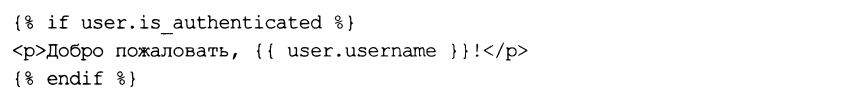 {% if user.is_authenticated %}
<p>Добро пожаловать, {{ user.username }}!</p>
{% endif %}